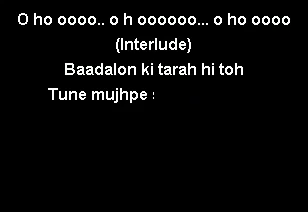 O ho oooo.. o h oooooo... o ho oooo
(Interlude)
Baadalon ki tarah hi toh
Tune mujhpe